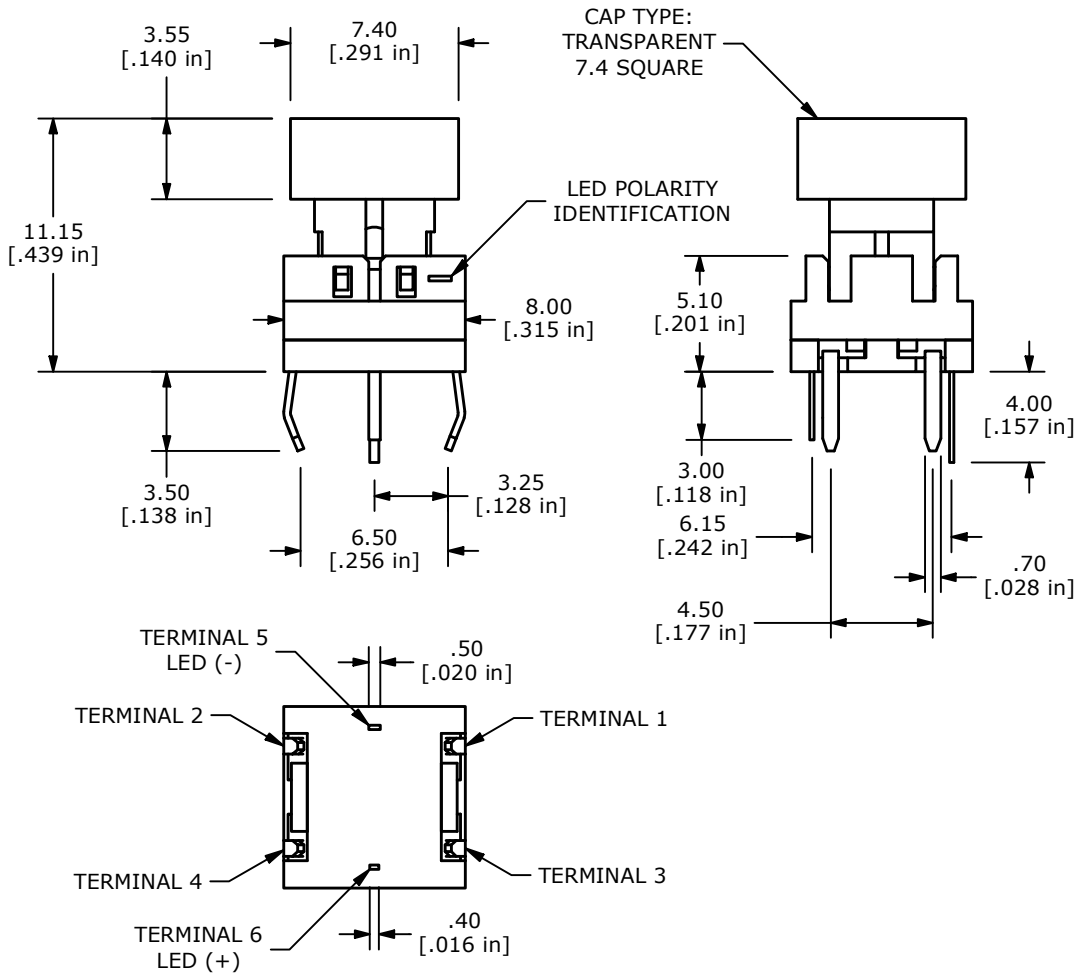 3.55
[.140 in]
7.40
[.291 in]
CAP TYPE:
TRANSPARENT
7.4 SQUARE
11.15
[.439 in]
LED POLARITY
IDENTIFICATION
8.00
[.315 in]
5.10
[.201 in]
3.50
[.138 in]
3.25
[.128 in]
6.50
[.256 in]
3.00
[.118 in]
4.00
[.157 in]
6.15
[.242 in]
.70
[.028 in]
4.50
[.177 in]
TERMINAL 5
LED (-)
.50
[.020 in]
TERMINAL 2
TERMINAL 1
TERMINAL 4
TERMINAL 3
TERMINAL 6
LED (+)
.40
[.016 in]